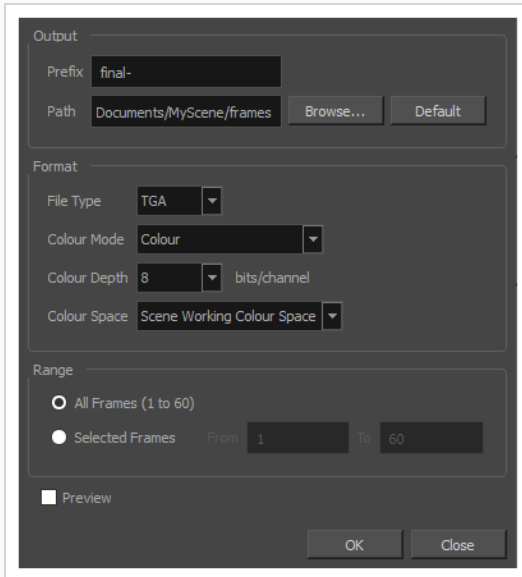 Output
Prefix final-
Path Documents/MyScene/frames Browse... Default
Format
File Type TGA
Colour Mode Colour
Colour Depth 8 bits/channel
Colour Space Scene Working Colour Space
Range
All Frames (1 to 60)
Selected Frames From 1 To 60
Preview
OK Close